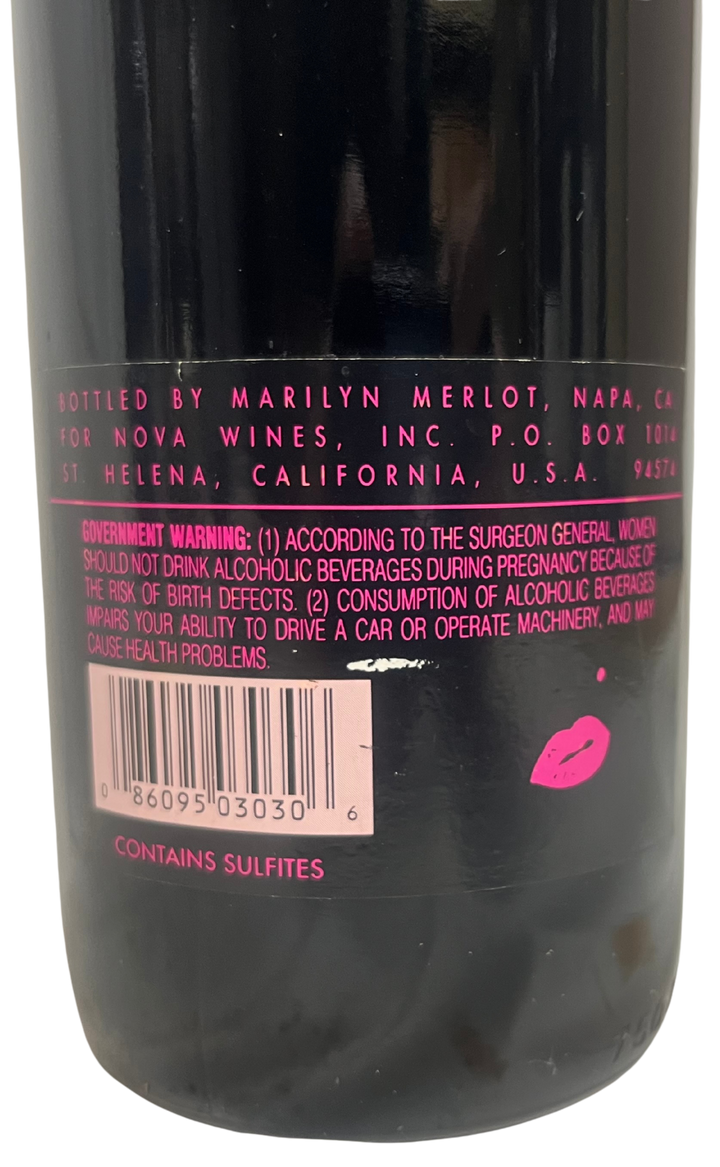 BOTTLED BY MARILYN MERLOT, NAPA, CA
FOR NOVA WINES, INC. P.O. BOX 1014
ST. HELENA, CALIFORNIA, U.S.A. 94574
GOVERNMENT WARNING: (1) ACCORDING TO THE SURGEON GENERAL, WOMEN
SHOULD NOT DRINK ALCOHOLIC BEVERAGES DURING PREGNANCY BECAUSE OF
THE RISK OF BIRTH DEFECTS. (2) CONSUMPTION OF ALCOHOLIC BEVERAGES
IMPAIRS YOUR ABILITY TO DRIVE A CAR OR OPERATE MACHINERY, AND MAY
CAUSE HEALTH PROBLEMS.
0 86095 03030 6
CONTAINS SULFITES